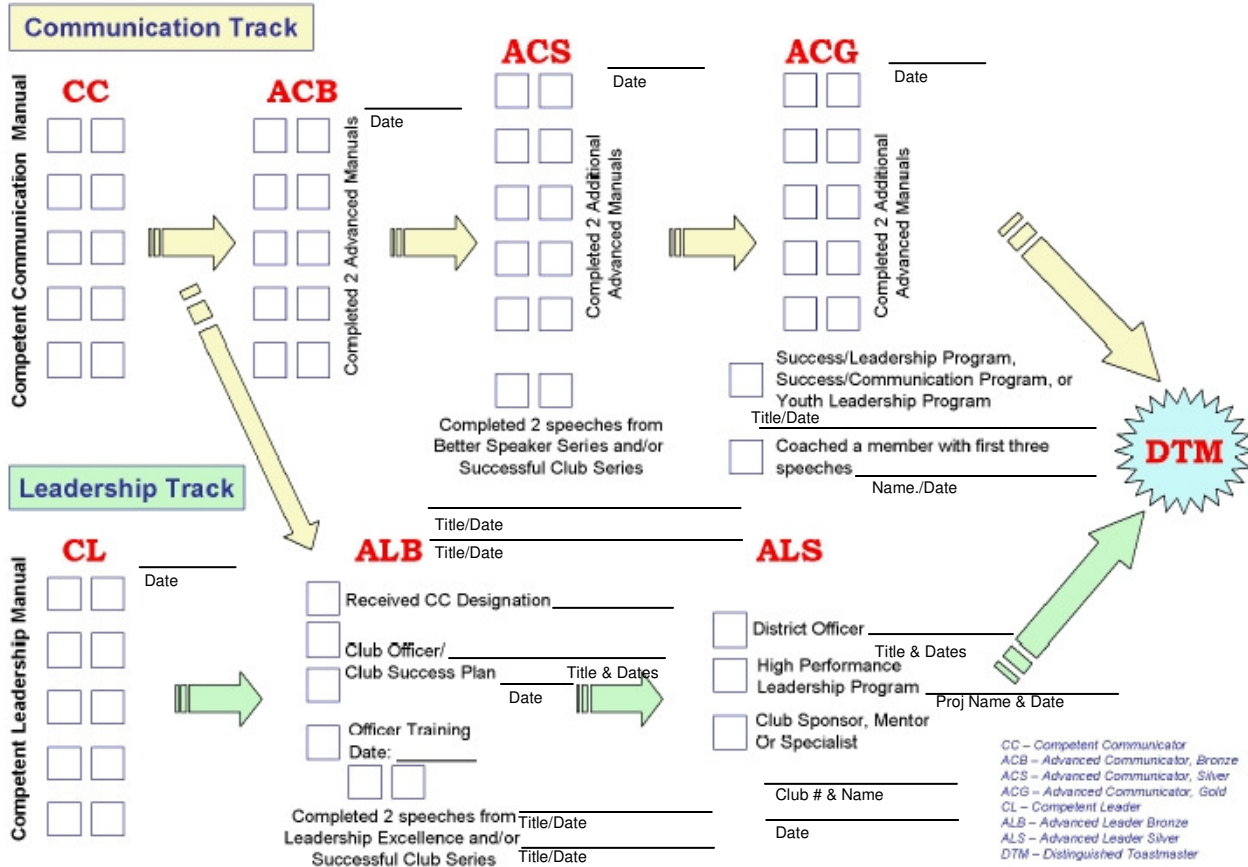 Communication Track
CC
Competent Communication Manual
ACB
Date
Completed 2 Advanced Manuals
ACS
Date
Completed 2 Additional
Advanced Manuals
Completed 2 speeches from
Better Speaker Series and/or
Successful Club Series
Title/Date
Title/Date
ACG
Date
Completed 2 Additional
Advanced Manuals
Success/Leadership Program,
Success/Communication Program, or
Youth Leadership Program
Title/Date
Coached a member with first three
speeches
Name./Date
DTM
Leadership Track
CL
Date
Competent Leadership Manual
ALB
Received CC Designation
Club Officer/
Title & Dates
Club Success Plan
Date
Officer Training
Date:
Completed 2 speeches from
Leadership Excellence and/or
Successful Club Series
Title/Date
Title/Date
ALS
District Officer
Title & Dates
High Performance
Leadership Program
Proj Name & Date
Club Sponsor, Mentor
Or Specialist
Club # & Name
Date
CC – Competent Communicator
ACB – Advanced Communicator, Bronze
ACS – Advanced Communicator, Silver
ACG – Advanced Communicator, Gold
CL – Competent Leader
ALB – Advanced Leader Bronze
ALS – Advanced Leader Silver
DTM – Distinguished Toastmaster